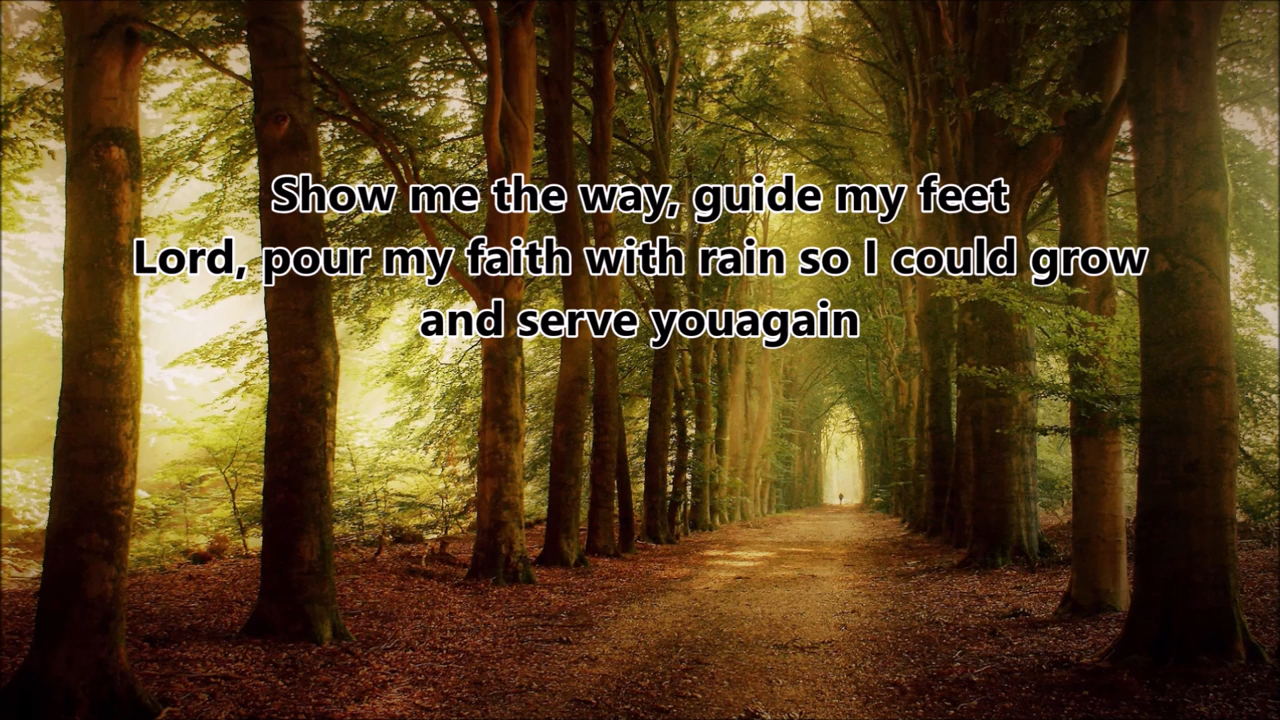 Show me the way, guide my feet
Lord, pour my faith with rain so I could grow
and serve youagain